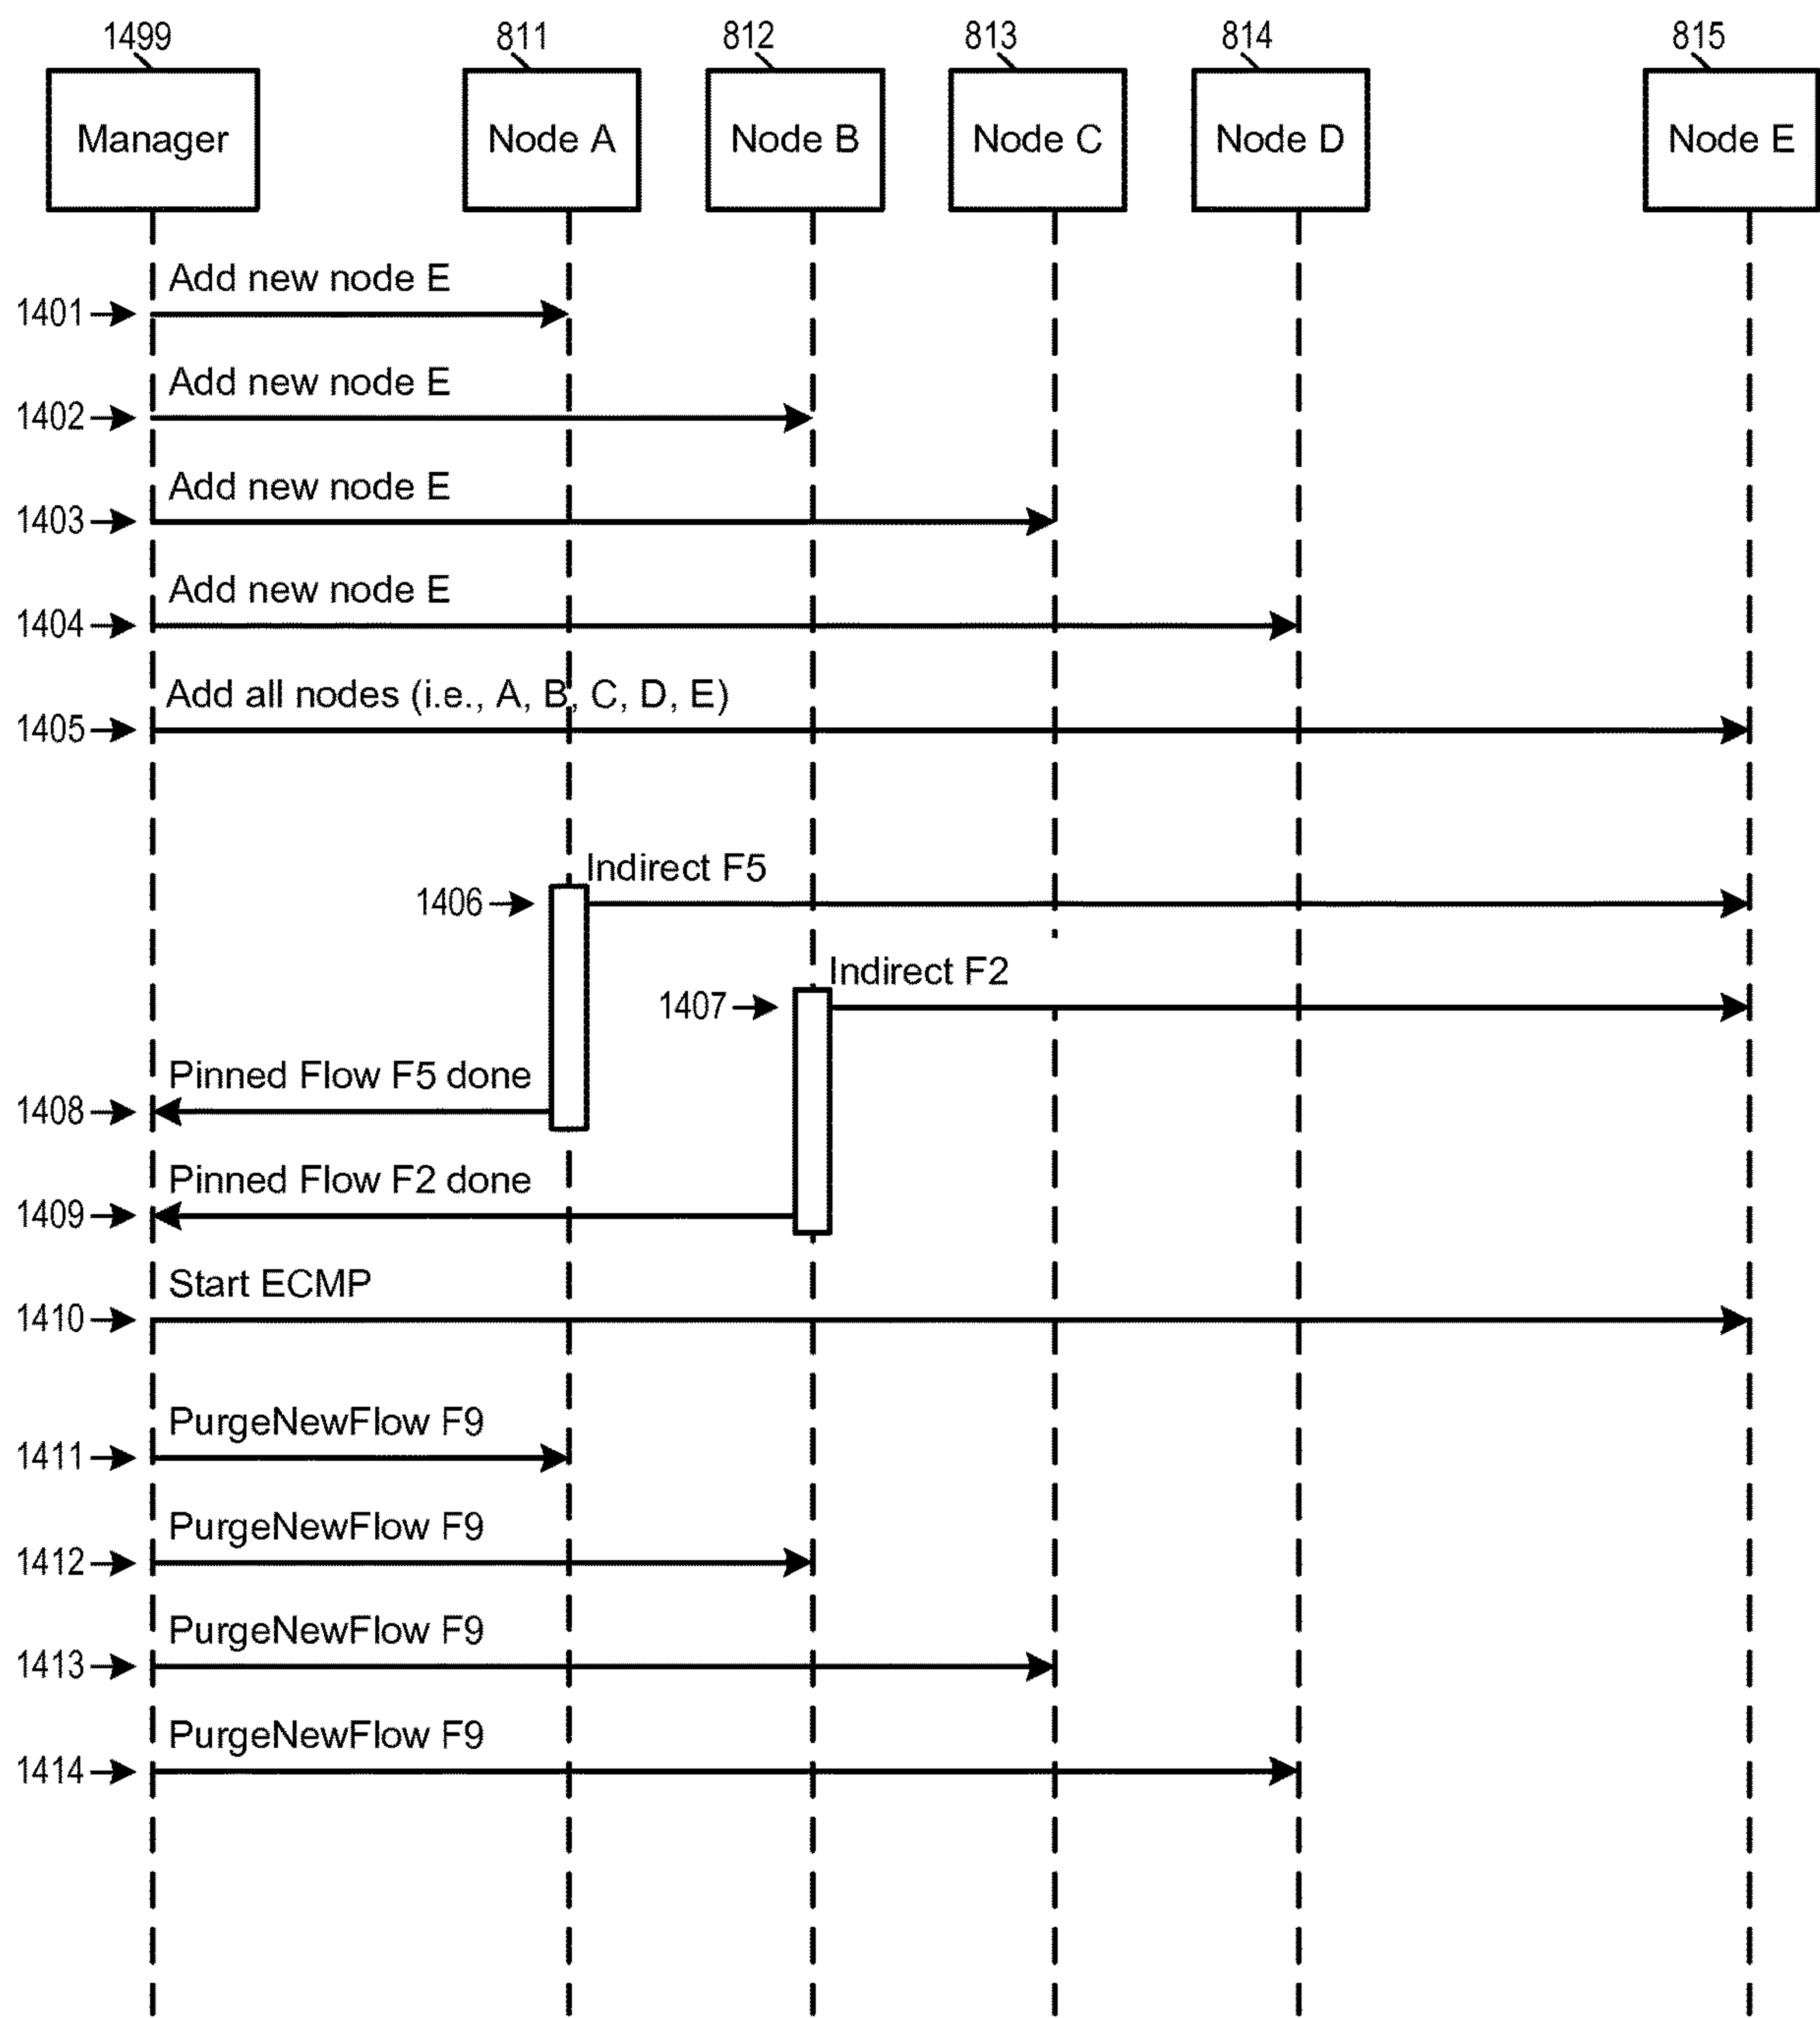 1499 811 812 813 814 815
Manager Node A Node B Node C Node D Node E
Add new node E
1401
Add new node E
1402
Add new node E
1403
Add new node E
1404
Add all nodes (i.e., A, B, C, D, E)
1405
Indirect F5
1406
Indirect F2
1407
Pinned Flow F5 done
1408
Pinned Flow F2 done
1409
Start ECMP
1410
PurgeNewFlow F9
1411
PurgeNewFlow F9
1412
PurgeNewFlow F9
1413
PurgeNewFlow F9
1414